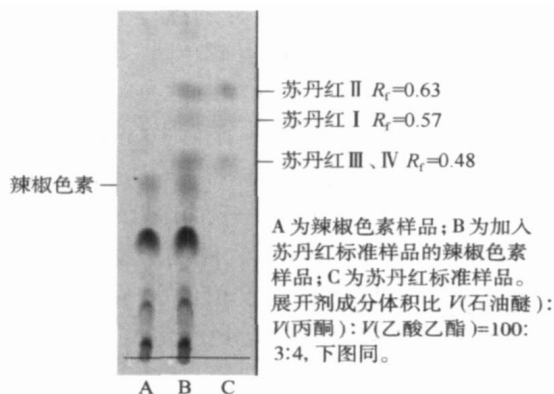 苏丹红Ⅱ Rf=0.63
苏丹红Ⅰ Rf=0.57
苏丹红Ⅲ、Ⅳ Rf=0.48
辣椒色素
A为辣椒色素样品；B为加入
苏丹红标准样品的辣椒色素
样品；C为苏丹红标准样品。
展开剂成分体积比 V(石油醚)：
V(丙酮)：V(乙酸乙酯)=100:
3:4, 下图同。
A B C